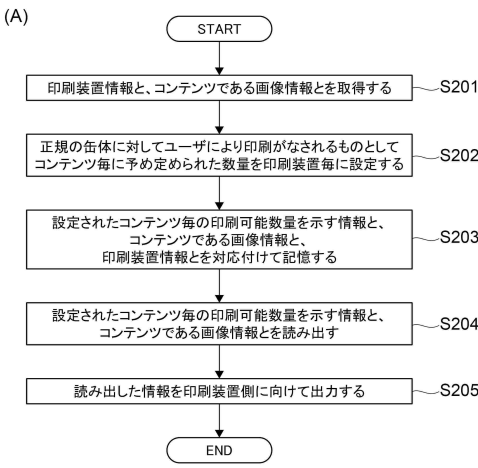 (A)
START
印刷装置情報と、コンテンツである画像情報とを取得する
S201
正規の缶体に対してユーザにより印刷がなされるものとして
コンテンツ毎に予め定められた数量を印刷装置毎に設定する
S202
設定されたコンテンツ毎の印刷可能数量を示す情報と、
コンテンツである画像情報と、
印刷装置情報とを対応付けて記憶する
S203
設定されたコンテンツ毎の印刷可能数量を示す情報と、
コンテンツである画像情報とを読み出す
S204
読み出した情報を印刷装置側に向けて出力する
S205
END